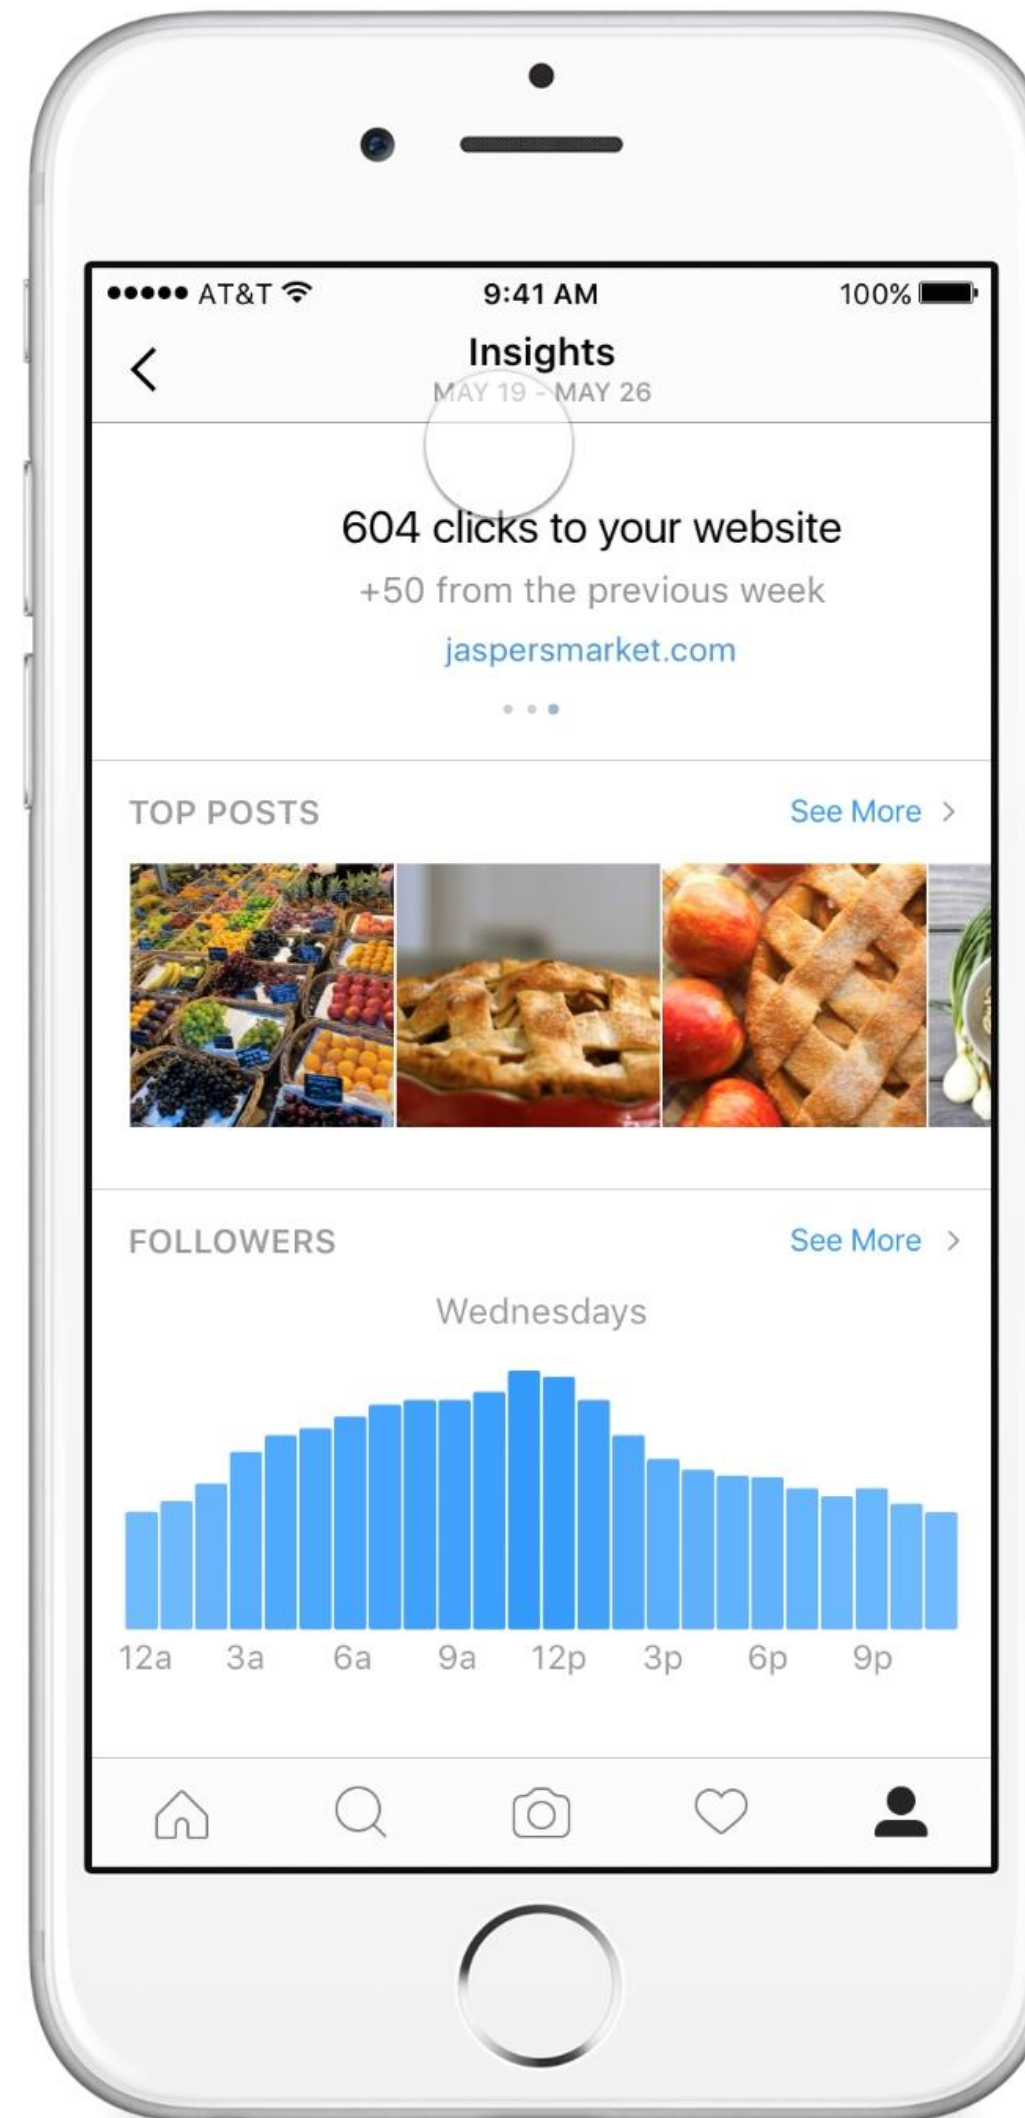 AT&T 9:41 AM 100%
Insights
MAY 19 - MAY 26
604 clicks to your website
+50 from the previous week
jaspersmarket.com
TOP POSTS See More
FOLLOWERS See More
Wednesdays
12a 3a 6a 9a 12p 3p 6p 9p